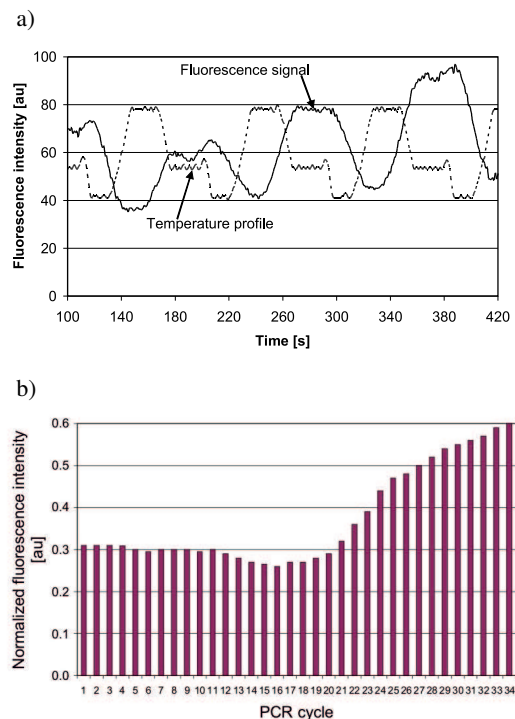 a)
Fluorescence intensity [au]
100
80
60
40
20
0
Fluorescence signal
Temperature profile
100 140 180 220 260 300 340 380 420
Time [s]
b)
Normalized fluorescence intensity
[au]
0.6
0.5
0.4
0.3
0.2
0.1
0.0
1 2 3 4 5 6 7 8 9 10 11 12 13 14 15 16 17 18 19 20 21 22 23 24 25 26 27 28 29 30 31 32 33 34
PCR cycle